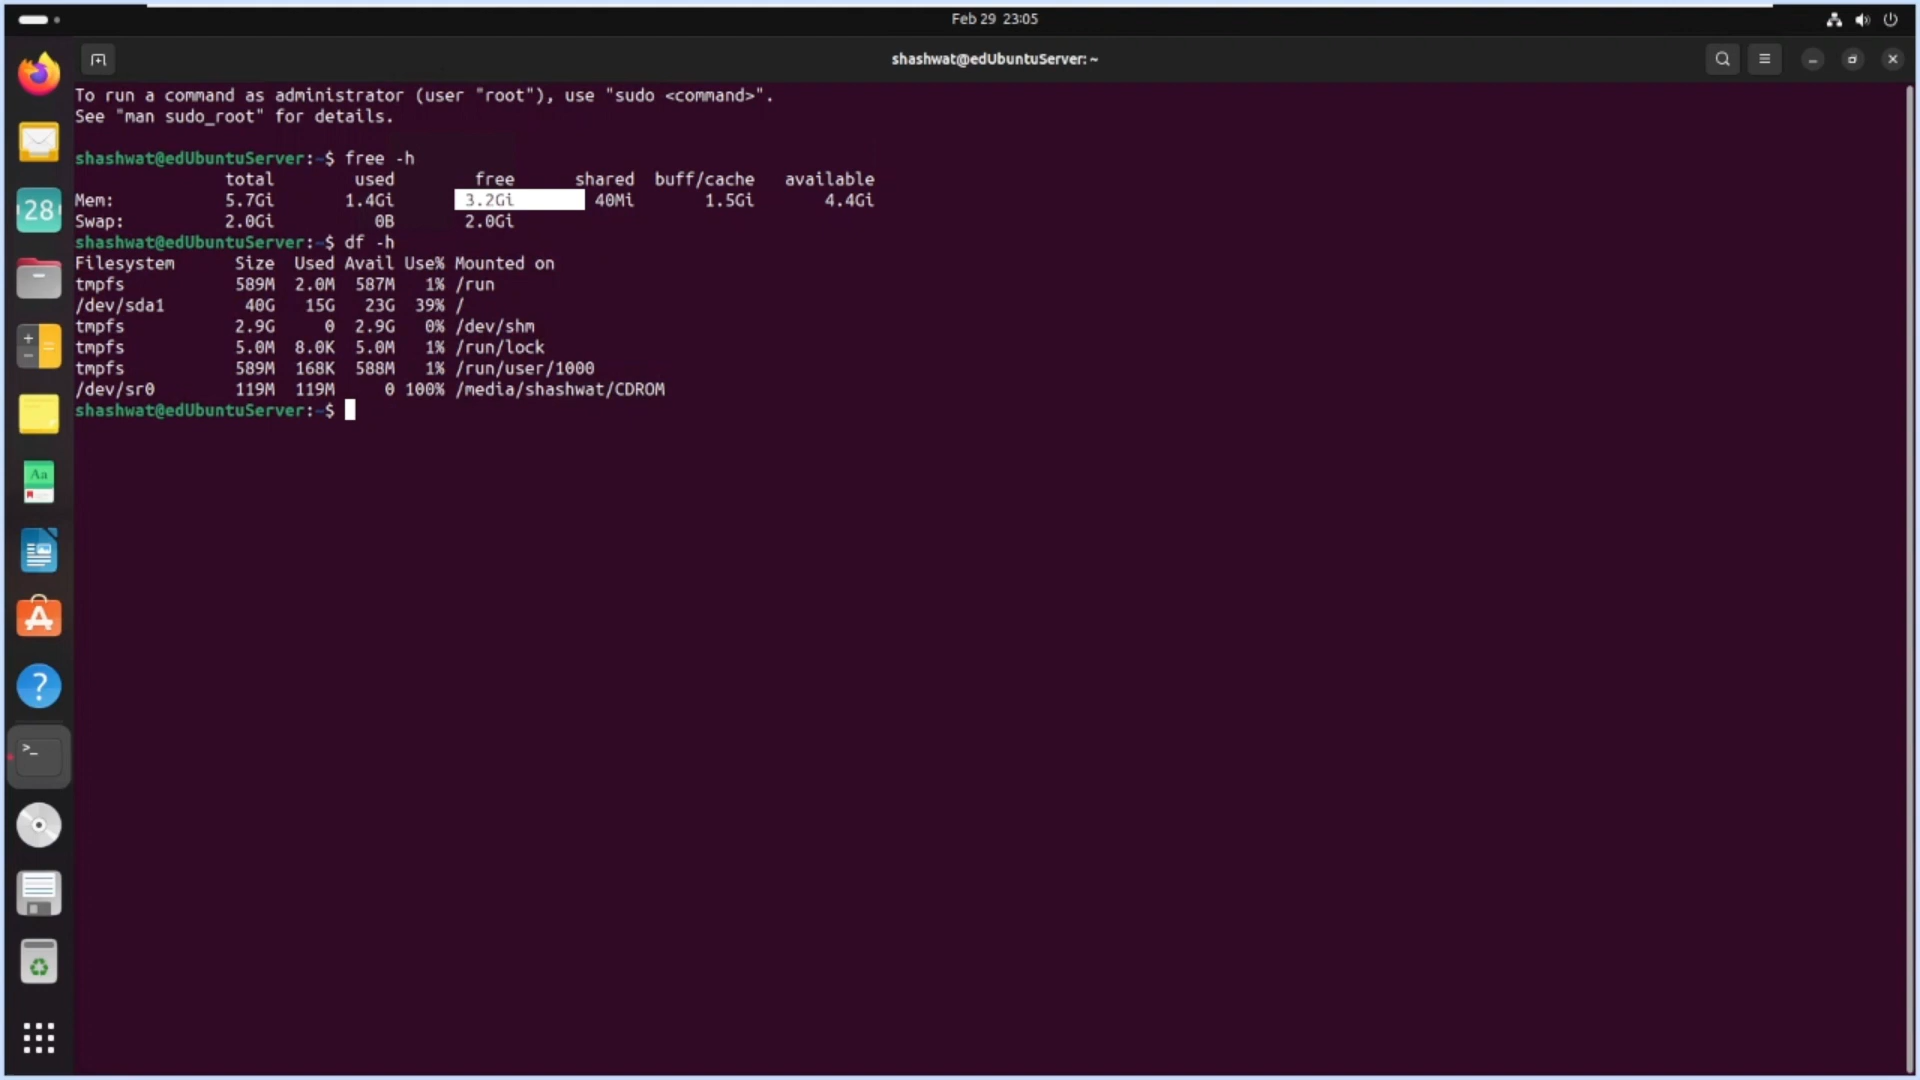 Feb 29 23:05
shashwat@edUbuntuServer: ~
To run a command as administrator (user "root"), use "sudo <command>".
See "man sudo_root" for details.
shashwat@edUbuntuServer:~$ free -h
total used free shared buff/cache available
Mem: 5.7Gi 1.4Gi 3.2Gi 40Mi 1.5Gi 4.4Gi
Swap: 2.0Gi 0B 2.0Gi
shashwat@edUbuntuServer:~$ df -h
Filesystem Size Used Avail Use% Mounted on
tmpfs 589M 2.0M 587M 1% /run
/dev/sda1 40G 15G 23G 39% /
tmpfs 2.9G 0 2.9G 0% /dev/shm
tmpfs 5.0M 8.0K 5.0M 1% /run/lock
tmpfs 589M 168K 588M 1% /run/user/1000
/dev/sr0 119M 119M 0 100% /media/shashwat/CDROM
shashwat@edUbuntuServer:~$
28
Aa
?
>_